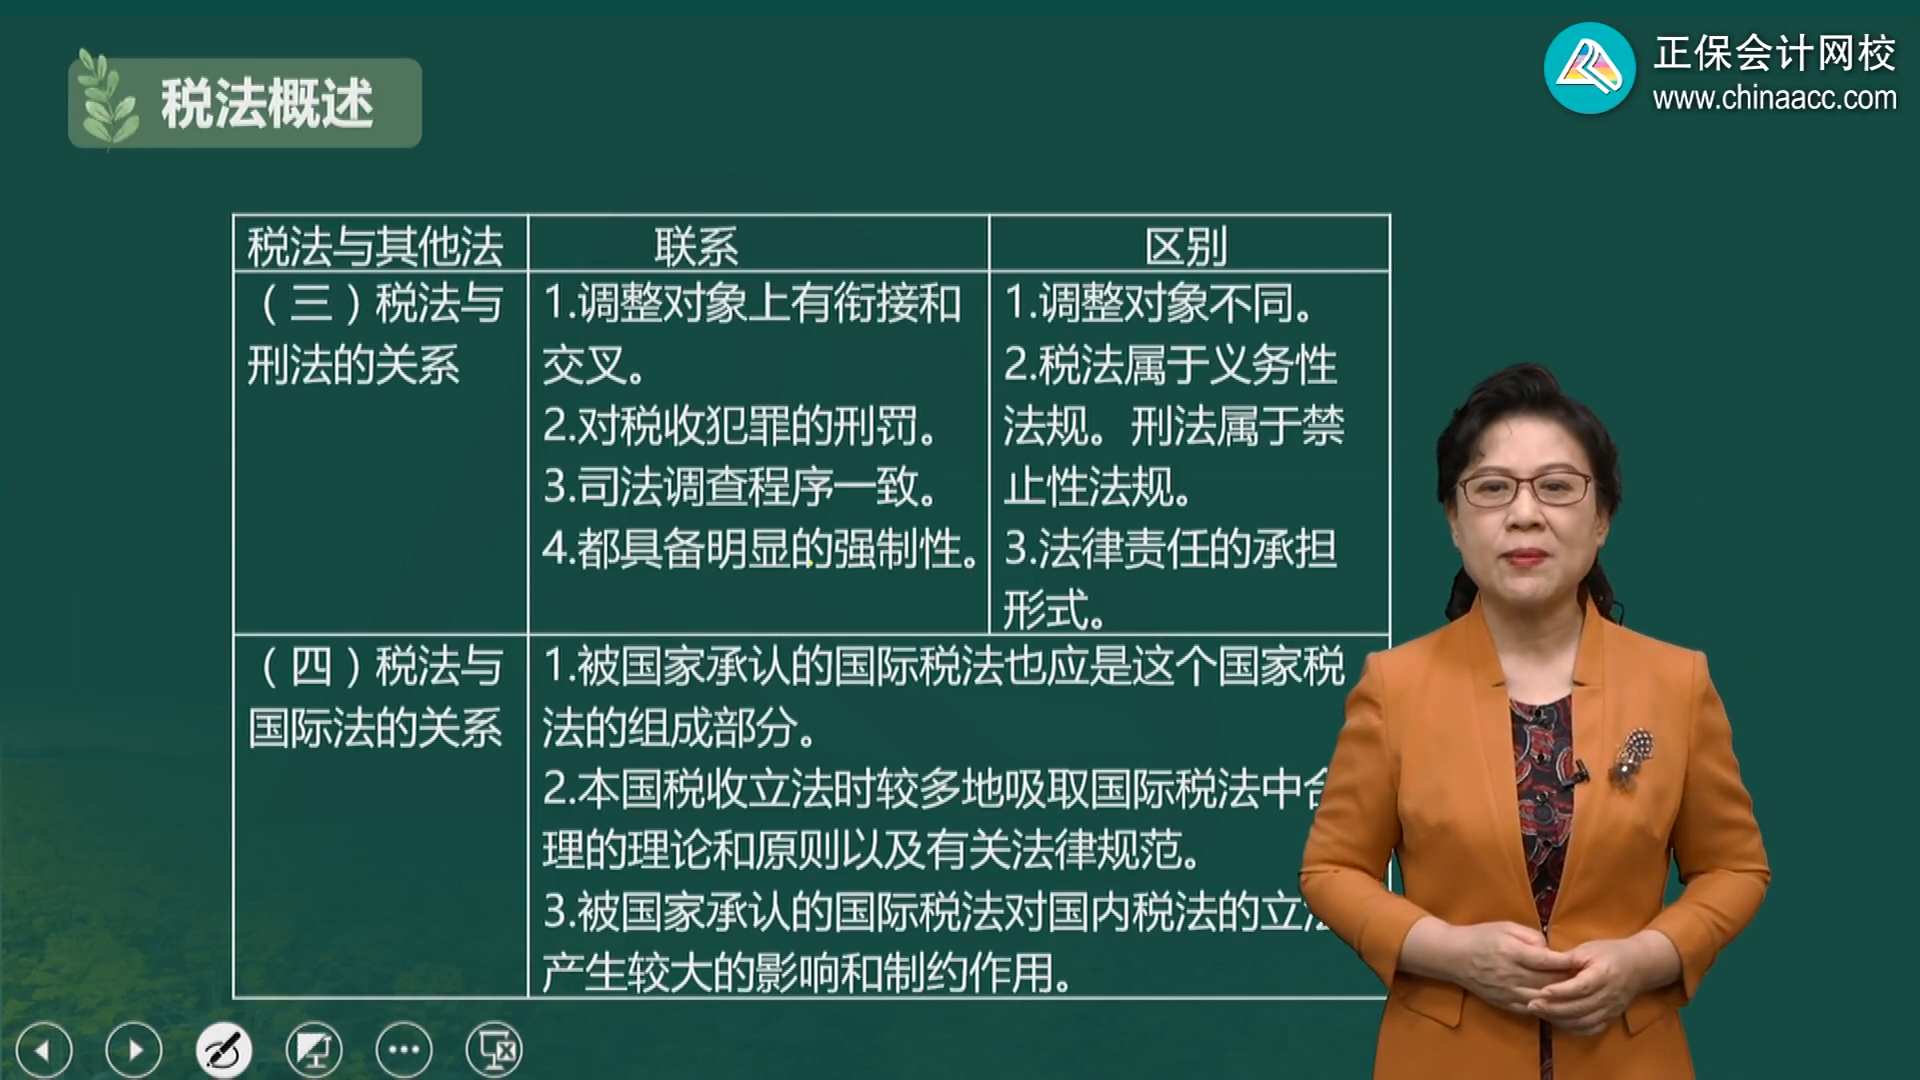 正保会计网校
www.chinaacc.com
税法概述
税法与其他法 联系 区别
（三）税法与
刑法的关系
1.调整对象上有衔接和
交叉。
2.对税收犯罪的刑罚。
3.司法调查程序一致。
4.都具备明显的强制性。
1.调整对象不同。
2.税法属于义务性
法规。刑法属于禁
止性法规。
3.法律责任的承担
形式。
（四）税法与
国际法的关系
1.被国家承认的国际税法也应是这个国家税
法的组成部分。
2.本国税收立法时较多地吸取国际税法中合
理的理论和原则以及有关法律规范。
3.被国家承认的国际税法对国内税法的立法
产生较大的影响和制约作用。